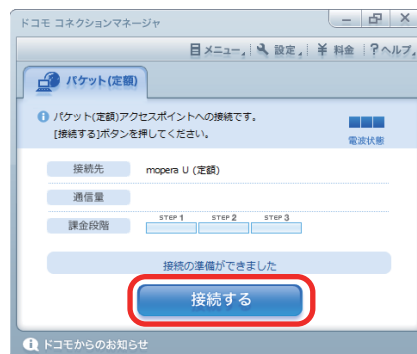 ドコモ コネクションマネージャ
メニュー 設定 料金 ?ヘルプ
パケット(定額)
パケット(定額)アクセスポイントへの接続です。
[接続する]ボタンを押してください。
電波状態
接続先 mopera U (定額)
通信量
課金段階 STEP 1 STEP 2 STEP 3
接続の準備ができました
接続する
ドコモからのお知らせ